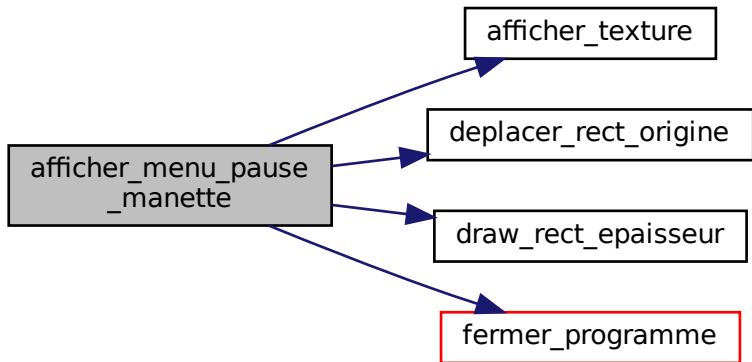 afficher_texture
deplacer_rect_origine
afficher_menu_pause
_manette
draw_rect_epaisseur
fermer_programme